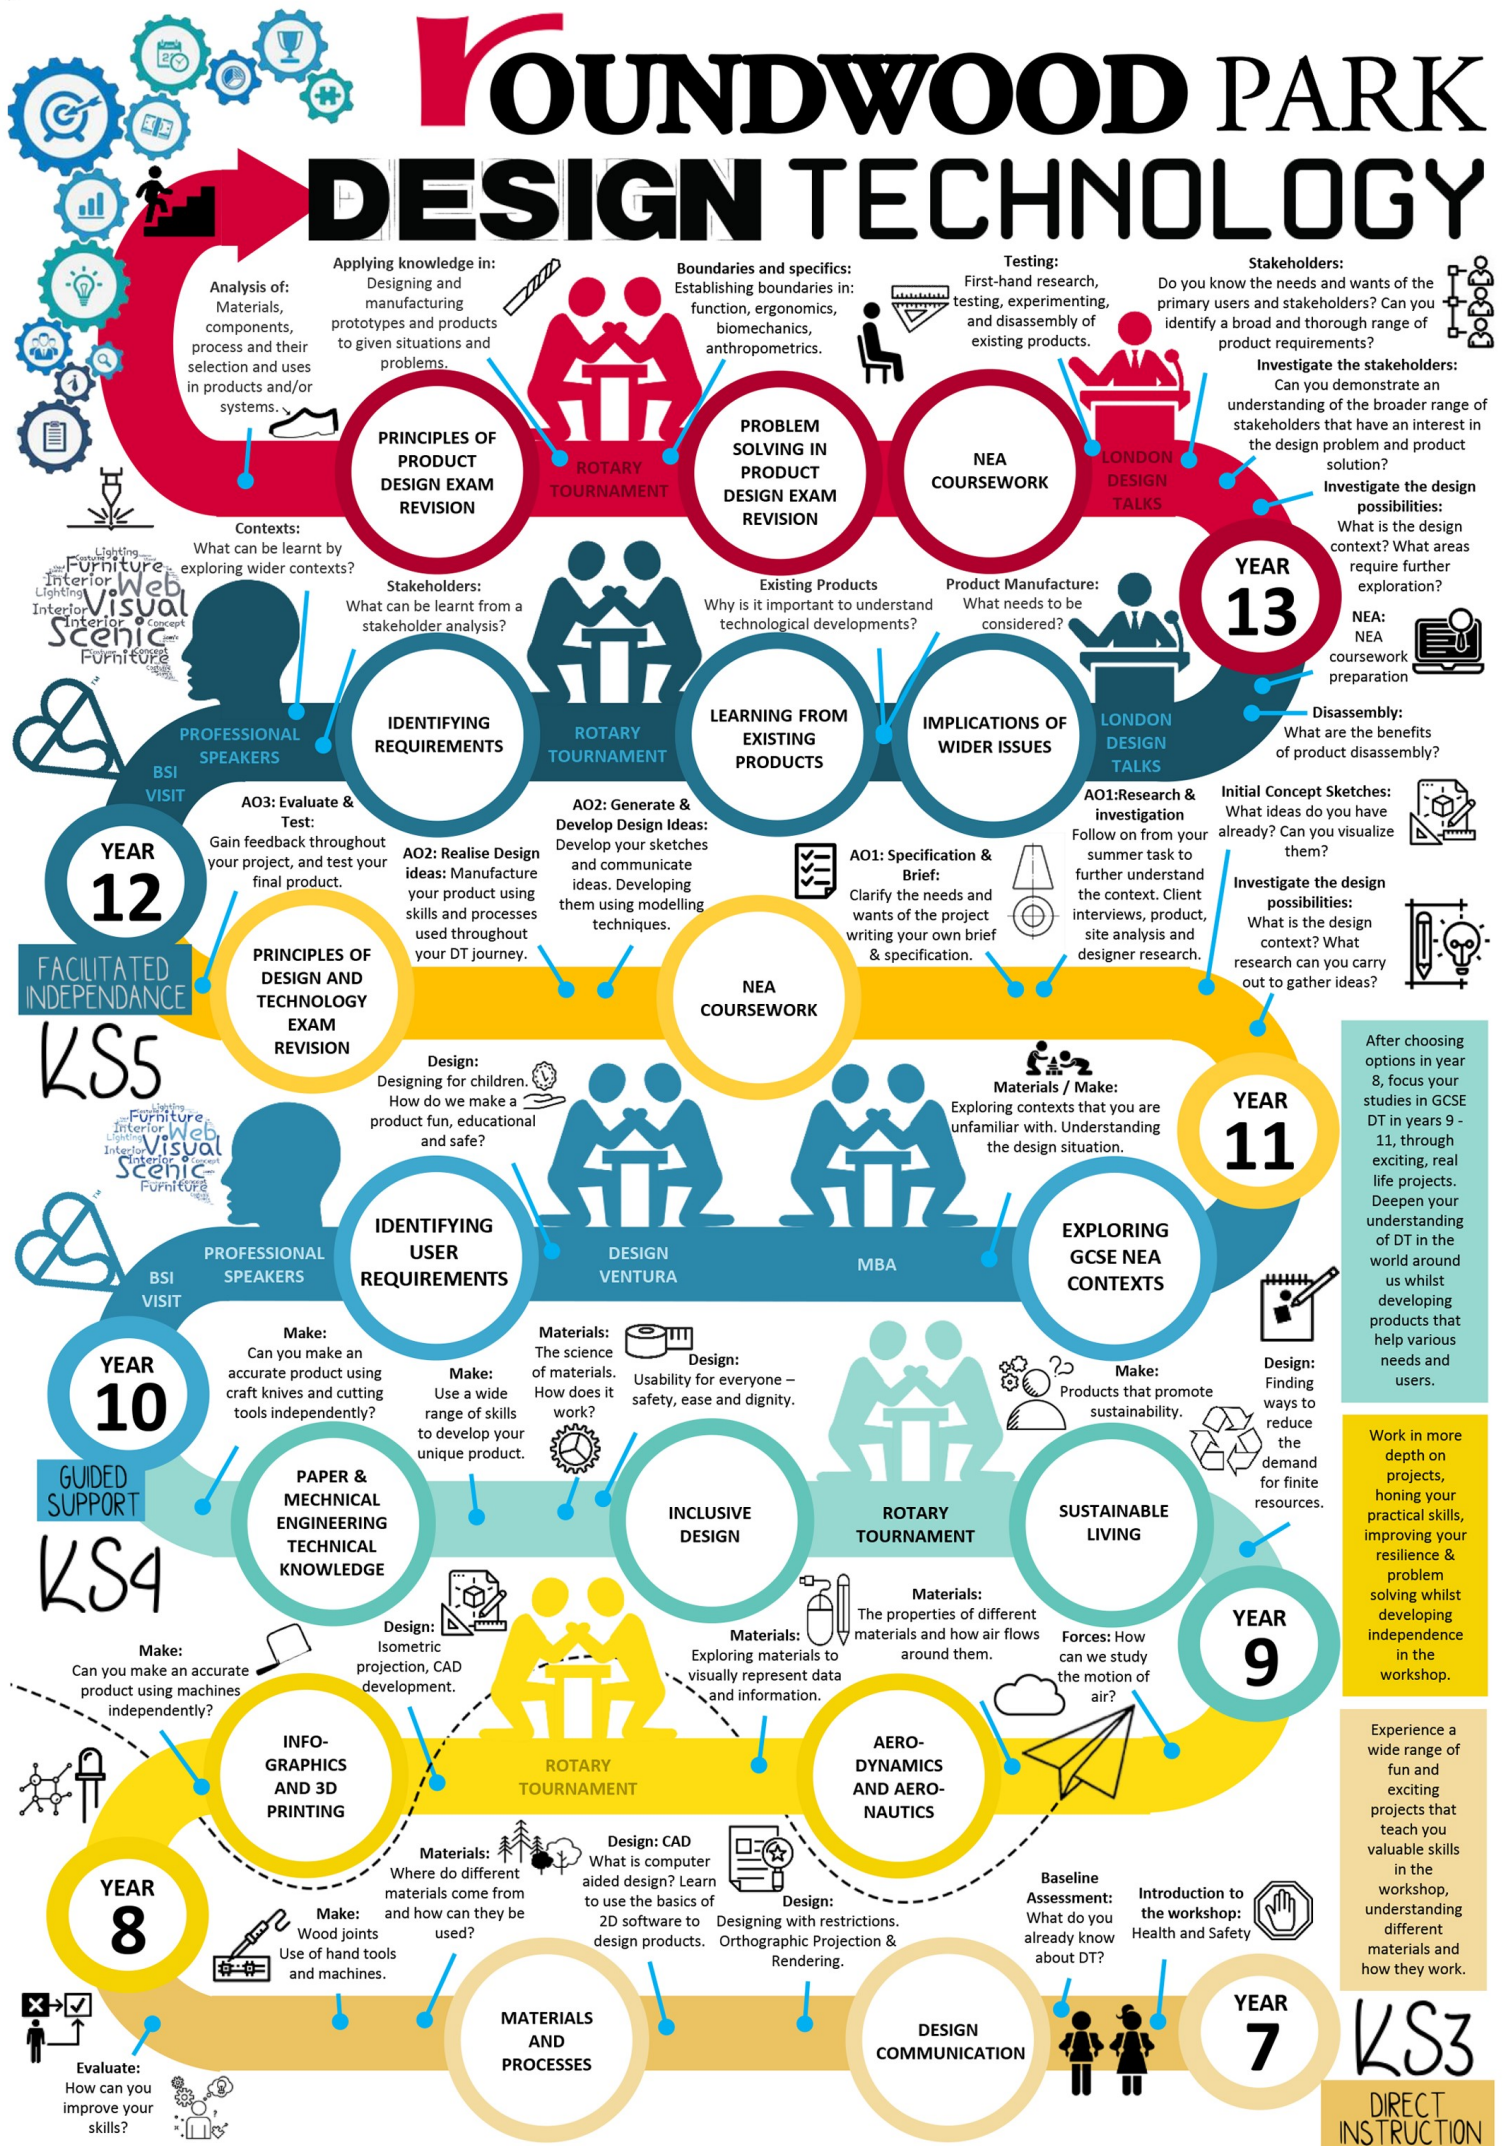 rOUNDWOOD PARK
DESIGN TECHNOLOGY
Analysis of:
Materials,
components,
process and their
selection and uses
in products and/or
systems.
Applying knowledge in:
Designing and
manufacturing
prototypes and products
to given situations and
problems.
Boundaries and specifics:
Establishing boundaries in:
function, ergonomics,
biomechanics,
anthropometrics.
Testing:
First-hand research,
testing, experimenting,
and disassembly of
existing products.
Stakeholders:
Do you know the needs and wants of the
primary users and stakeholders? Can you
identify a broad and thorough range of
product requirements?
Investigate the stakeholders:
Can you demonstrate an
understanding of the broader range of
stakeholders that have an interest in
the design problem and product
solution?
Investigate the design
possibilities:
What is the design
context? What areas
require further
exploration?
PRINCIPLES OF
PRODUCT
DESIGN EXAM
REVISION
ROTARY
TOURNAMENT
PROBLEM
SOLVING IN
PRODUCT
DESIGN EXAM
REVISION
NEA
COURSEWORK
LONDON
DESIGN
TALKS
YEAR
13
NEA:
NEA
coursework
preparation
Disassembly:
What are the benefits
of product disassembly?
Contexts:
What can be learnt by
exploring wider contexts?
Stakeholders:
What can be learnt from a
stakeholder analysis?
Existing Products
Why is it important to understand
technological developments?
Product Manufacture:
What needs to be
considered?
Lighting
Furniture
Interior Web
Lighting
Interior Visual
Interior Concept
Scenic
Furniture
PROFESSIONAL
SPEAKERS
BSI
VISIT
IDENTIFYING
REQUIREMENTS
ROTARY
TOURNAMENT
LEARNING FROM
EXISTING
PRODUCTS
IMPLICATIONS OF
WIDER ISSUES
LONDON
DESIGN
TALKS
YEAR
12
FACILITATED
INDEPENDANCE
KS5
AO3: Evaluate &
Test:
Gain feedback throughout
your project, and test your
final product.
AO2: Realise Design
ideas: Manufacture
your product using
skills and processes
used throughout
your DT journey.
AO2: Generate &
Develop Design Ideas:
Develop your sketches
and communicate
ideas. Developing
them using modelling
techniques.
AO1: Specification &
Brief:
Clarify the needs and
wants of the project
writing your own brief
& specification.
AO1:Research &
investigation
Follow on from your
summer task to
further understand
the context. Client
interviews, product,
site analysis and
designer research.
Initial Concept Sketches:
What ideas do you have
already? Can you visualize
them?
Investigate the design
possibilities:
What is the design
context? What
research can you carry
out to gather ideas?
PRINCIPLES OF
DESIGN AND
TECHNOLOGY
EXAM
REVISION
NEA
COURSEWORK
YEAR
11
Design:
Designing for children.
How do we make a
product fun, educational
and safe?
Materials / Make:
Exploring contexts that you are
unfamiliar with. Understanding
the design situation.
Lighting
Furniture
Interior Web
Lighting
Interior Visual
Interior Concept
Scenic
Furniture
PROFESSIONAL
SPEAKERS
BSI
VISIT
IDENTIFYING
USER
REQUIREMENTS
DESIGN
VENTURA
MBA
EXPLORING
GCSE NEA
CONTEXTS
After choosing
options in year
8, focus your
studies in GCSE
DT in years 9 -
11, through
exciting, real
life projects.
Deepen your
understanding
of DT in the
world around
us whilst
developing
products that
help various
needs and
users.
YEAR
10
GUIDED
SUPPORT
KS4
Make:
Can you make an
accurate product using
craft knives and cutting
tools independently?
Make:
Use a wide
range of skills
to develop your
unique product.
Materials:
The science
of materials.
How does it
work?
Design:
Usability for everyone –
safety, ease and dignity.
Make:
Products that promote
sustainability.
Design:
Finding
ways to
reduce
the
demand
for finite
resources.
PAPER &
MECHNICAL
ENGINEERING
TECHNICAL
KNOWLEDGE
INCLUSIVE
DESIGN
ROTARY
TOURNAMENT
SUSTAINABLE
LIVING
YEAR
9
Work in more
depth on
projects,
honing your
practical skills,
improving your
resilience &
problem
solving whilst
developing
independence
in the
workshop.
Make:
Can you make an accurate
product using machines
independently?
Design:
Isometric
projection, CAD
development.
Materials:
Exploring materials to
visually represent data
and information.
Materials:
The properties of different
materials and how air flows
around them.
Forces: How
can we study
the motion of
air?
INFO-
GRAPHICS
AND 3D
PRINTING
ROTARY
TOURNAMENT
AERO-
DYNAMICS
AND AERO-
NAUTICS
Experience a
wide range of
fun and
exciting
projects that
teach you
valuable skills
in the
workshop,
understanding
different
materials and
how they work.
YEAR
8
Make:
Wood joints
Use of hand tools
and machines.
Materials:
Where do different
materials come from
and how can they be
used?
Design: CAD
What is computer
aided design? Learn
to use the basics of
2D software to
design products.
Design:
Designing with restrictions.
Orthographic Projection &
Rendering.
Baseline
Assessment:
What do you
already know
about DT?
Introduction to
the workshop:
Health and Safety
Evaluate:
How can you
improve your
skills?
MATERIALS
AND
PROCESSES
DESIGN
COMMUNICATION
YEAR
7
KS3
DIRECT
INSTRUCTION